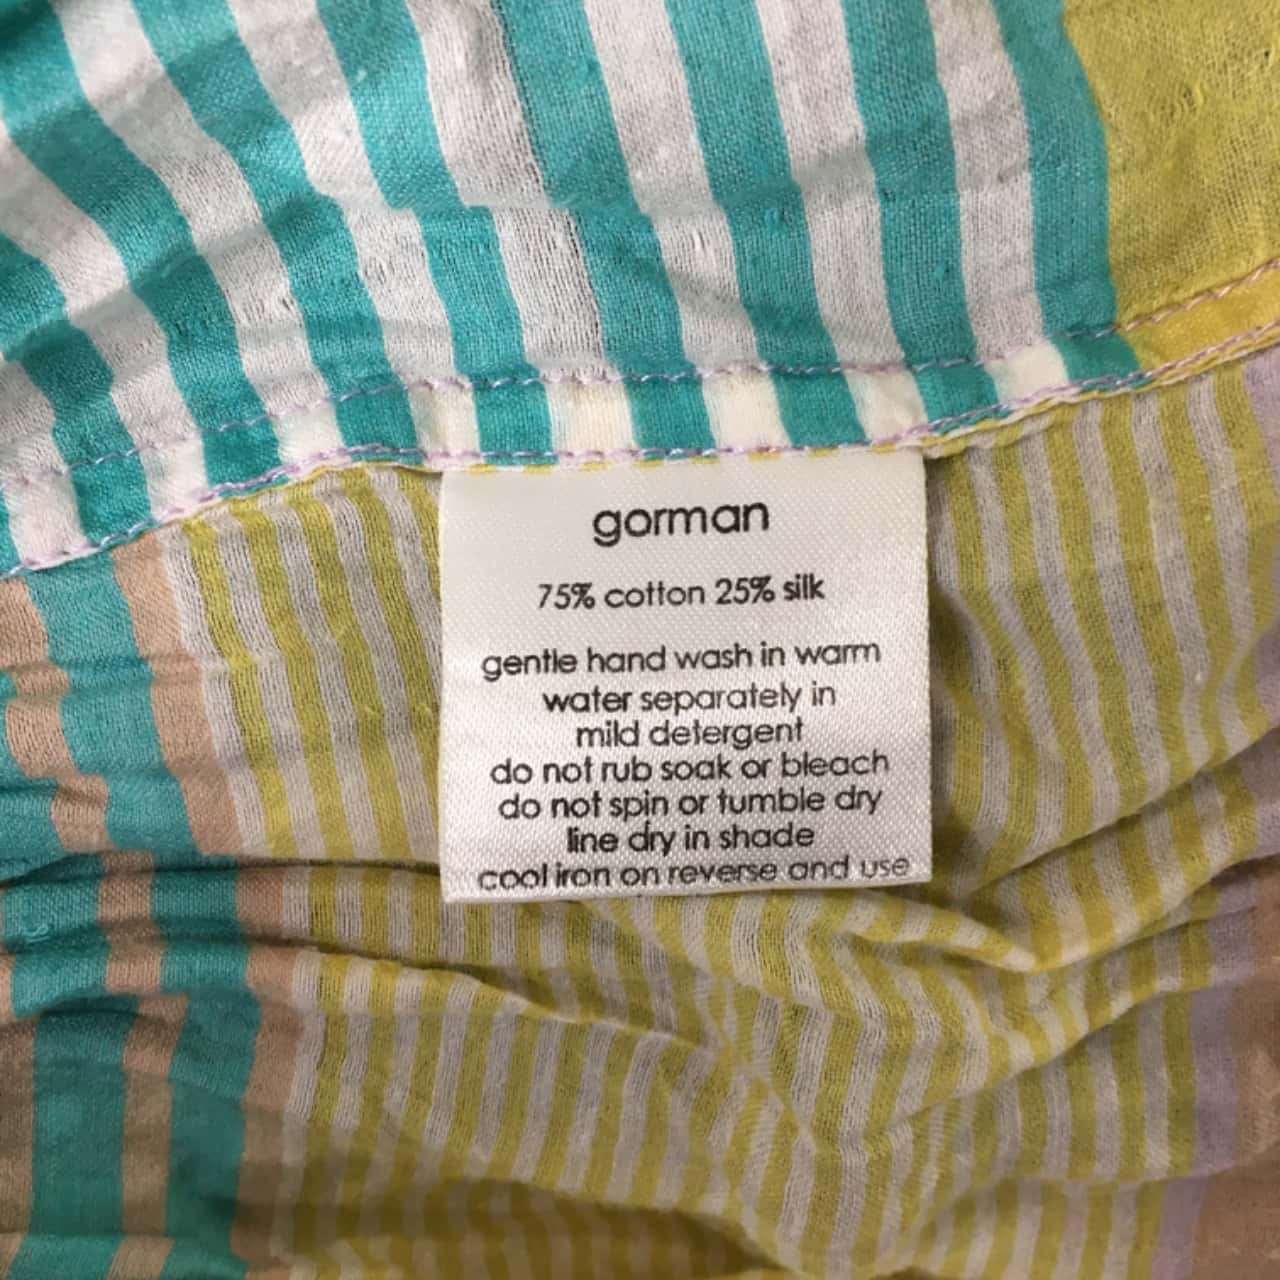 gorman
75% cotton 25% silk
gentle hand wash in warm
water separately in
mild detergent
do not rub soak or bleach
do not spin or tumble dry
line dry in shade
cool iron on reverse and use